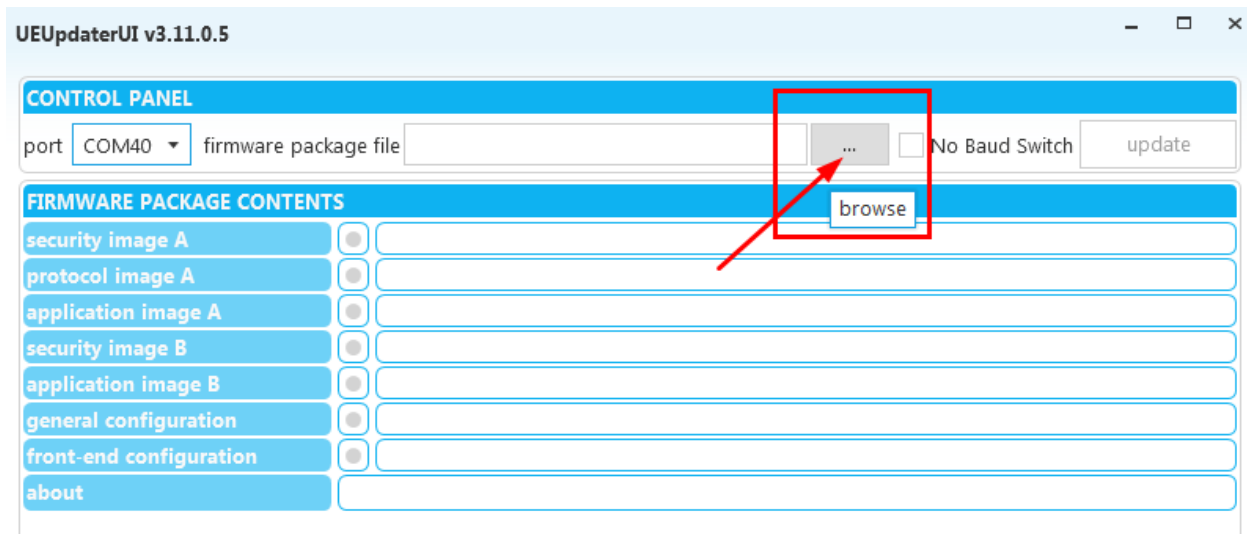 UEUpdaterUI v3.11.0.5
CONTROL PANEL
port COM40 firmware package file ... No Baud Switch update
browse
FIRMWARE PACKAGE CONTENTS
security image A
protocol image A
application image A
security image B
application image B
general configuration
front-end configuration
about